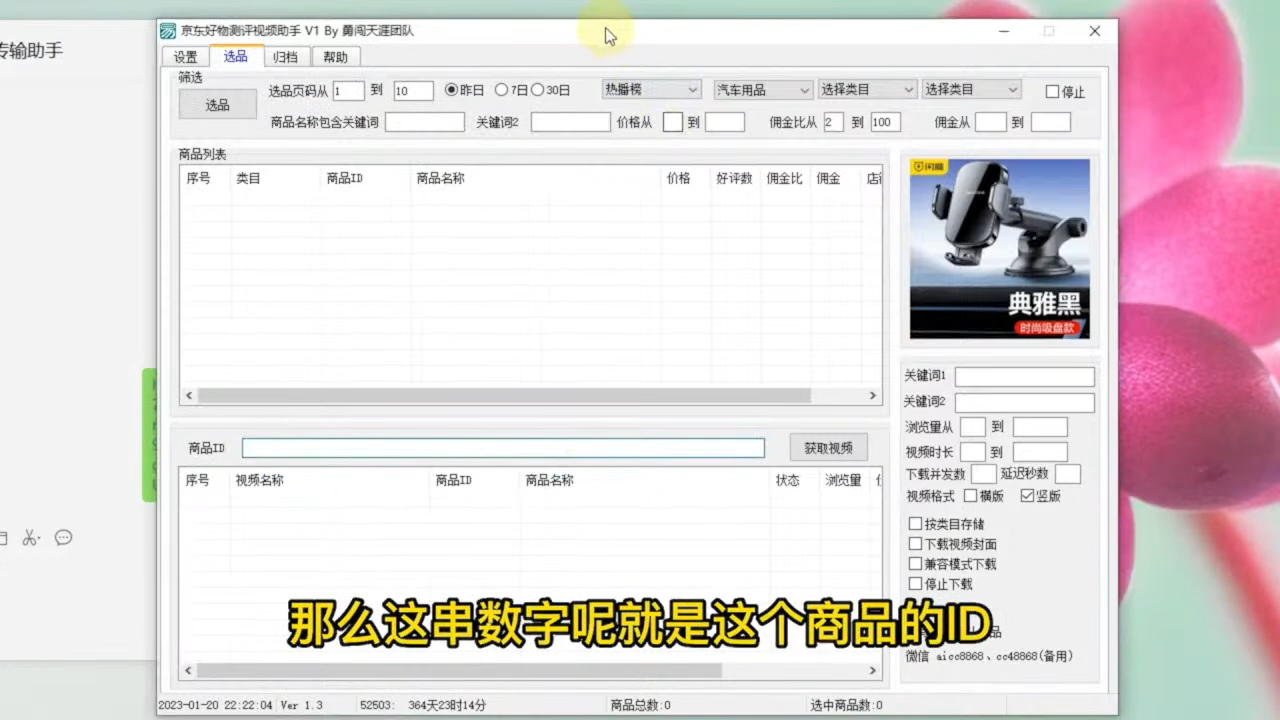 传输助手
京东好物测评视频助手 V1 By 勇闯天涯团队
设置 选品 归档 帮助
筛选
选品 选品页码从 1 到 10 昨日 7日 30日 热播榜 汽车用品 选择类目 选择类目 停止
商品名称包含关键词 关键词2 价格从 到 佣金比从 2 到 100 佣金从 到
商品列表
序号 类目 商品ID 商品名称 价格 好评数 佣金比 佣金
典雅黑
时尚吸盘款
关键词1
关键词2
浏览量从 到
视频时长 到
下载并发数 延迟秒数
视频格式 横版 竖版
商品ID 获取视频
序号 视频名称 商品ID 商品名称 状态 浏览量
按类目存储
下载视频封面
兼容模式下载
停止下载
那么这串数字呢就是这个商品的ID
品
微信 aicc8868、cc48868(备用)
2023-01-20 22:22:04 Ver 1.3 52503: 364天23时14分 商品总数:0 选中商品数:0